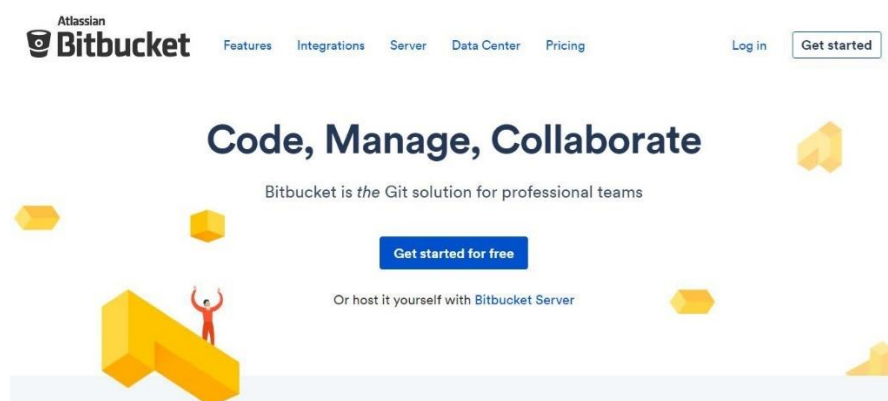 Atlassian
Bitbucket
Features Integrations Server Data Center Pricing Log in Get started
Code, Manage, Collaborate
Bitbucket is the Git solution for professional teams
Get started for free
Or host it yourself with Bitbucket Server